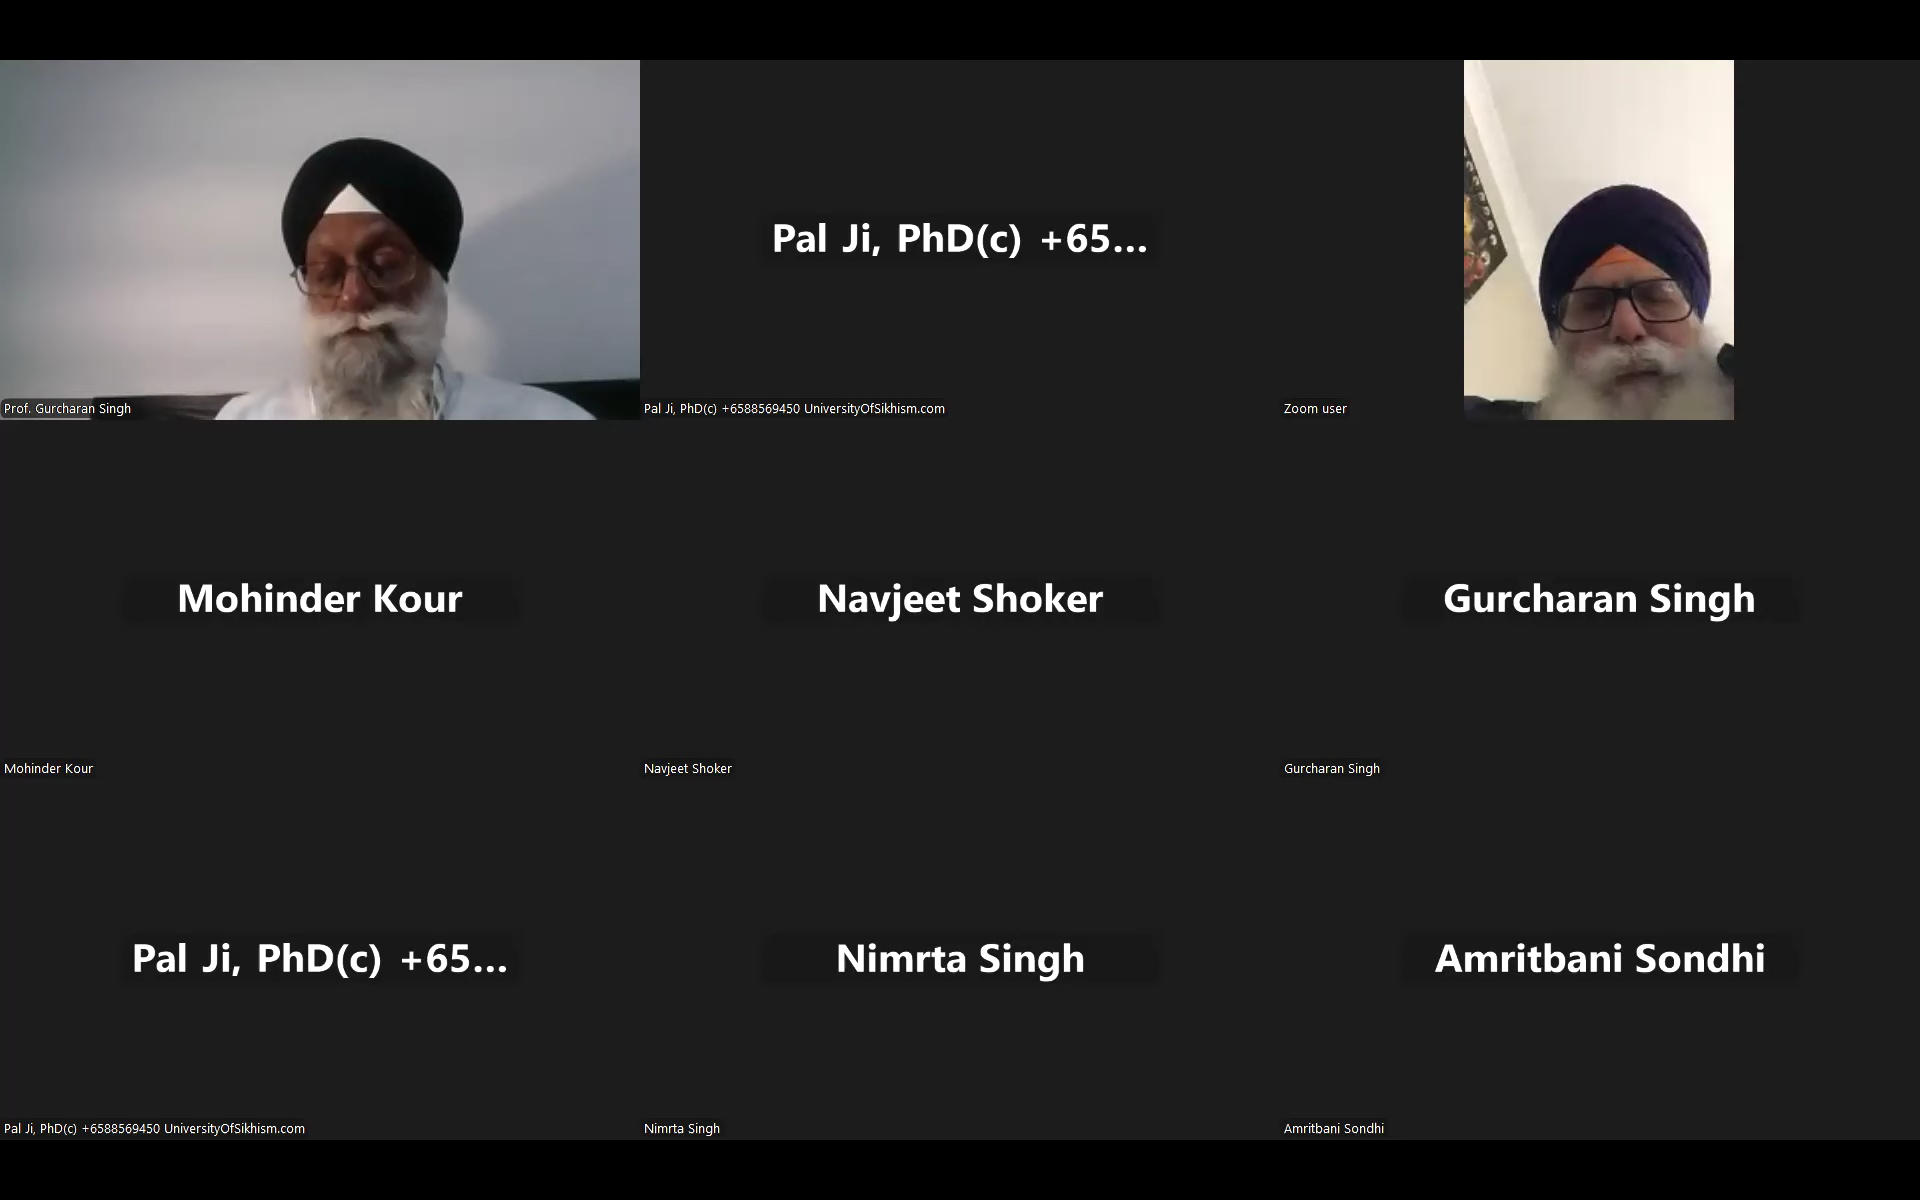 Pal Ji, PhD(c) +65...
Prof. Gurcharan Singh
Pal Ji, PhD(c) +6588569450 UniversityOfSikhism.com
Zoom user
Mohinder Kour
Navjeet Shoker
Gurcharan Singh
Mohinder Kour
Navjeet Shoker
Gurcharan Singh
Pal Ji, PhD(c) +65...
Nimrta Singh
Amritbani Sondhi
Pal Ji, PhD(c) +6588569450 UniversityOfSikhism.com
Nimrta Singh
Amritbani Sondhi